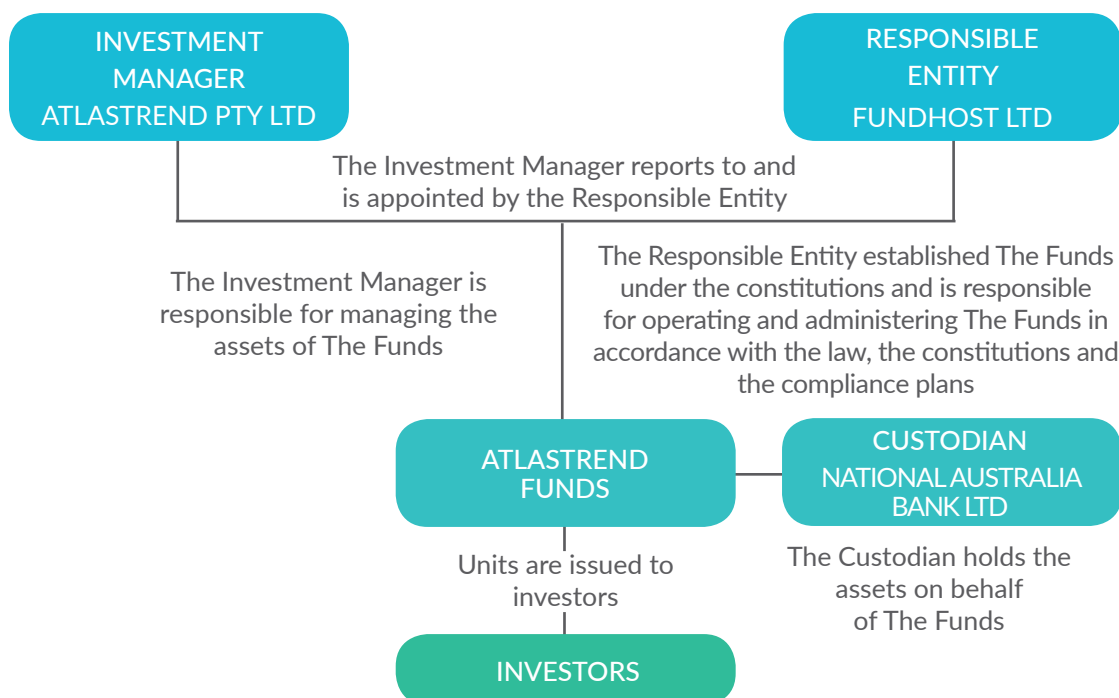 INVESTMENT
MANAGER
ATLASTREND PTY LTD
RESPONSIBLE
ENTITY
FUNDHOST LTD
The Investment Manager reports to and
is appointed by the Responsible Entity
The Investment Manager is
responsible for managing the
assets of The Funds
The Responsible Entity established The Funds
under the constitutions and is responsible
for operating and administering The Funds in
accordance with the law, the constitutions and
the compliance plans
ATLASTREND
FUNDS
CUSTODIAN
NATIONAL AUSTRALIA
BANK LTD
Units are issued to
investors
The Custodian holds the
assets on behalf
of The Funds
INVESTORS